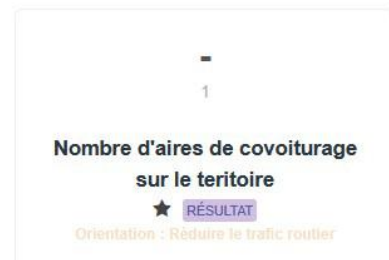 -
1
Nombre d'aires de covoiturage
sur le teritoire
★ RÉSULTAT
Orientation : Réduire le trafic routier